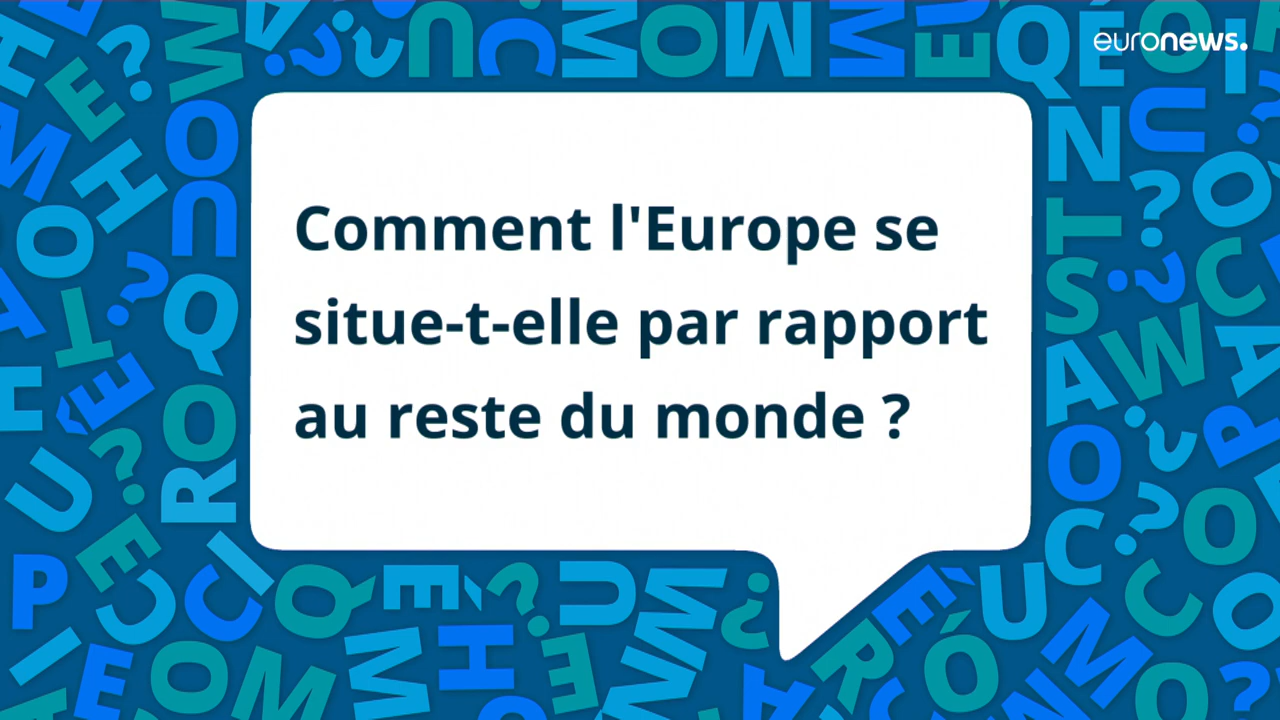 euronews.
Comment l'Europe se
situe-t-elle par rapport
au reste du monde ?